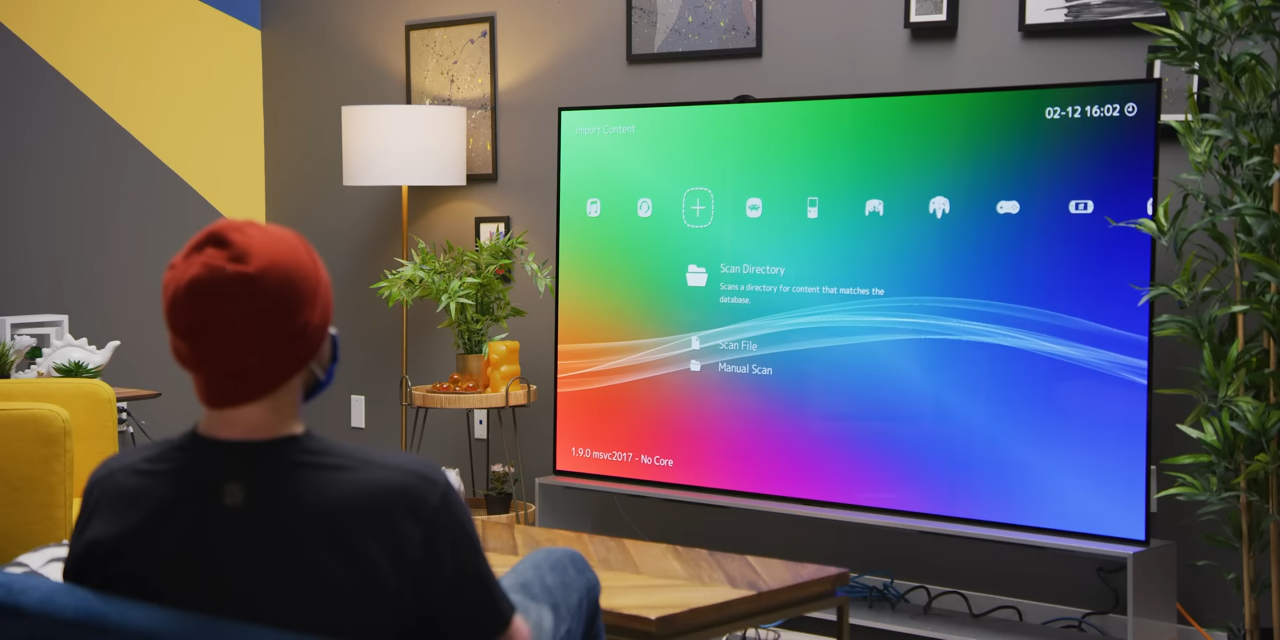 Import Content
02-12 16:02
Scan Directory
Scans a directory for content that matches the
database.
Scan File
Manual Scan
1.9.0 msvc2017 - No Core